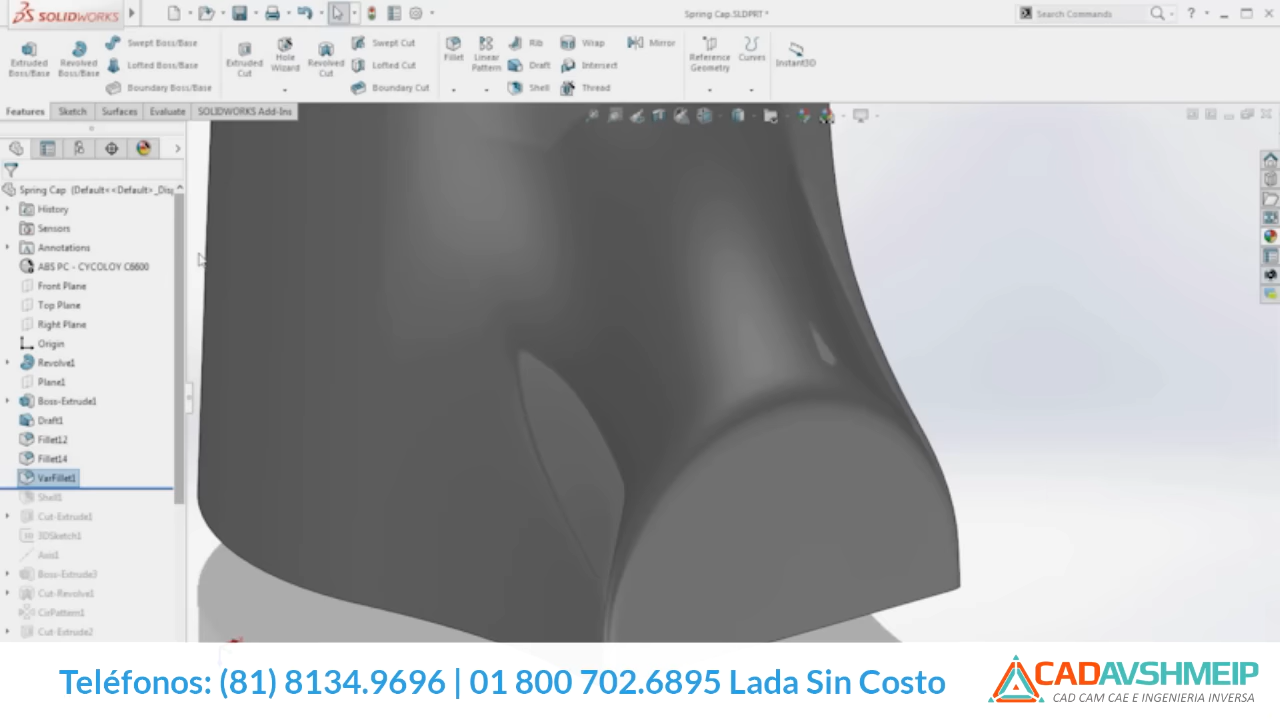 SOLIDWORKS
Spring Cap.SLDPRT *
Search Commands
?
Extruded Boss/Base
Revolved Boss/Base
Swept Boss/Base
Lofted Boss/Base
Boundary Boss/Base
Extruded Cut
Hole Wizard
Revolved Cut
Swept Cut
Lofted Cut
Boundary Cut
Fillet
Linear Pattern
Rib
Draft
Shell
Wrap
Intersect
Thread
Mirror
Reference Geometry
Curves
Instant3D
Features Sketch Surfaces Evaluate SOLIDWORKS Add-Ins
Spring Cap (Default<<Default>_Disp
History
Sensors
Annotations
ABS PC - CYCOLOY C6600
Front Plane
Top Plane
Right Plane
Origin
Revolve1
Plane1
Boss-Extrude1
Draft1
Fillet12
Fillet14
VarFillet1
Shell1
Cut-Extrude1
3DSketch1
Axis1
Boss-Extrude3
Cut-Revolve1
CirPattern1
Cut-Extrude2
Teléfonos: (81) 8134.9696 | 01 800 702.6895 Lada Sin Costo
CADAVSHMEIP
CAD CAM CAE E INGENIERIA INVERSA